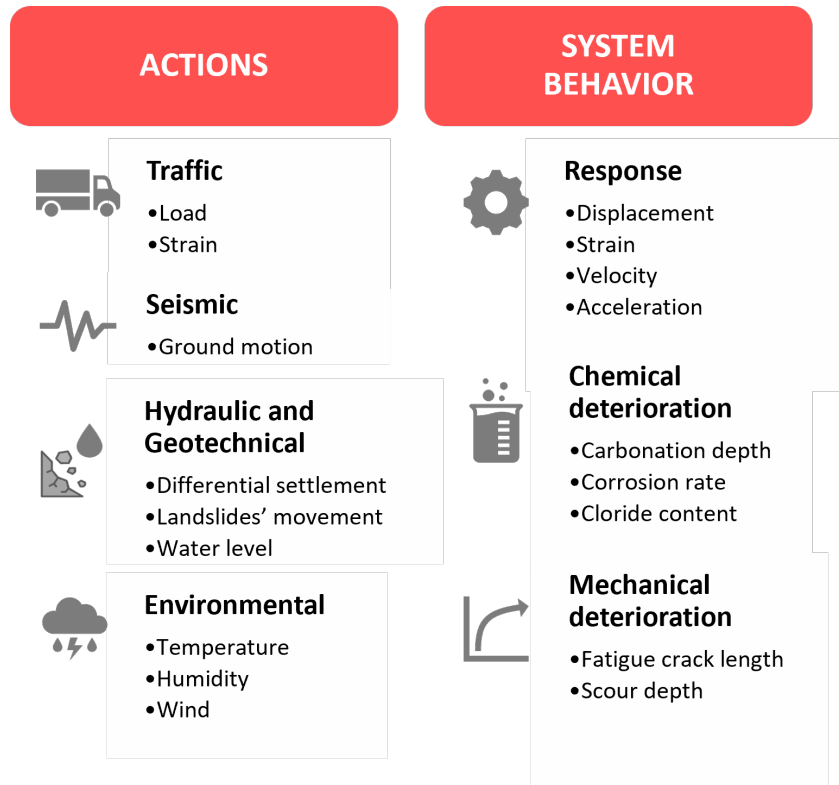 ACTIONS
Traffic
•Load
•Strain
Seismic
•Ground motion
Hydraulic and
Geotechnical
•Differential settlement
•Landslides’ movement
•Water level
Environmental
•Temperature
•Humidity
•Wind
SYSTEM
BEHAVIOR
Response
•Displacement
•Strain
•Velocity
•Acceleration
Chemical
deterioration
•Carbonation depth
•Corrosion rate
•Cloride content
Mechanical
deterioration
•Fatigue crack length
•Scour depth